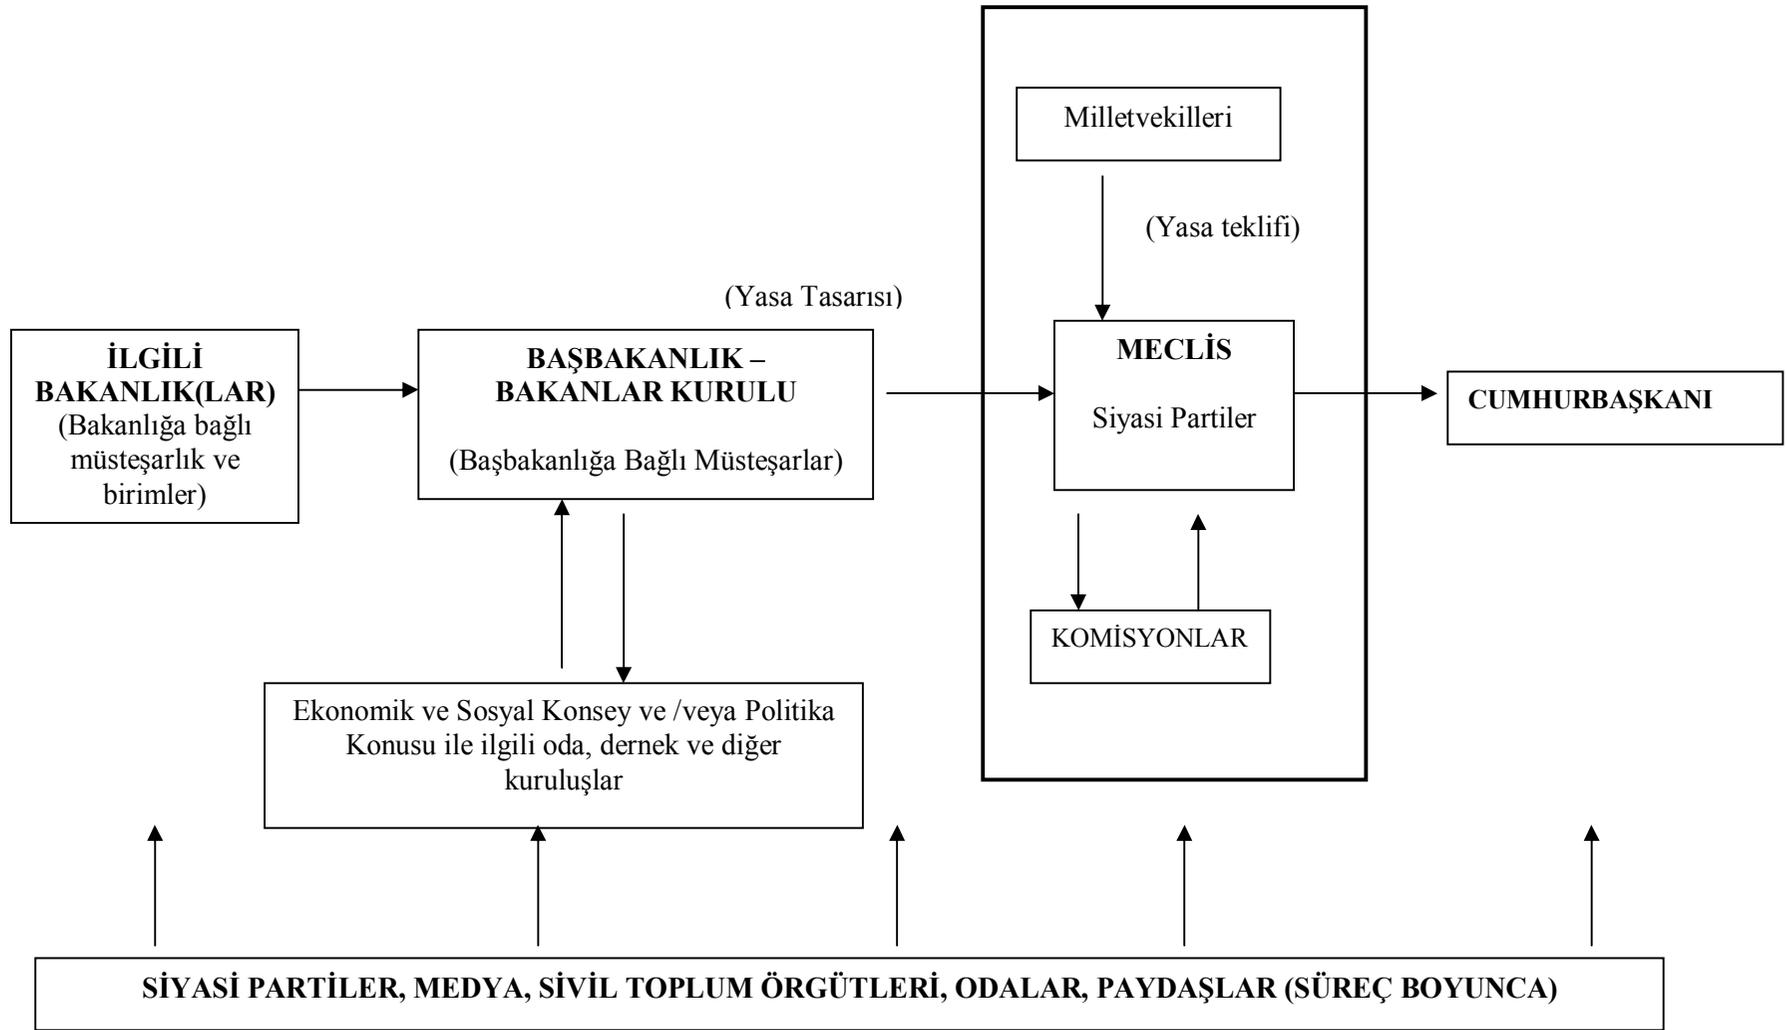 Milletvekilleri
(Yasa teklifi)
(Yasa Tasarısı)
İLGİLİ
BAKANLIK(LAR)
(Bakanlığa bağlı
müsteşarlık ve
birimler)
BAŞBAKANLIK –
BAKANLAR KURULU
(Başbakanlığa Bağlı Müsteşarlar)
MECLİS
Siyasi Partiler
CUMHURBAŞKANI
KOMİSYONLAR
Ekonomik ve Sosyal Konsey ve /veya Politika
Konusu ile ilgili oda, dernek ve diğer
kuruluşlar
SİYASİ PARTİLER, MEDYA, SİVİL TOPLUM ÖRGÜTLERİ, ODALAR, PAYDAŞLAR (SÜREÇ BOYUNCA)